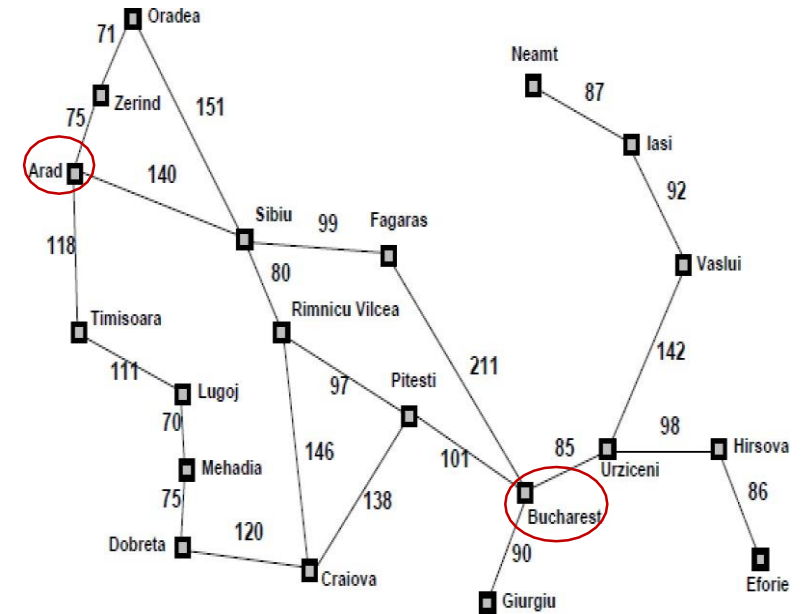 Oradea
71
Neamt
87
Zerind
151
75
Iasi
Arad
140
92
Sibiu
99
Fagaras
118
80
Vaslui
Timisoara
Rimnicu Vilcea
142
111
97
Pitesti
211
Lugoj
70
98
Hirsova
146
101
85
Urziceni
Mehadia
75
138
86
Bucharest
120
Dobreta
90
Craiova
Eforie
Giurgiu